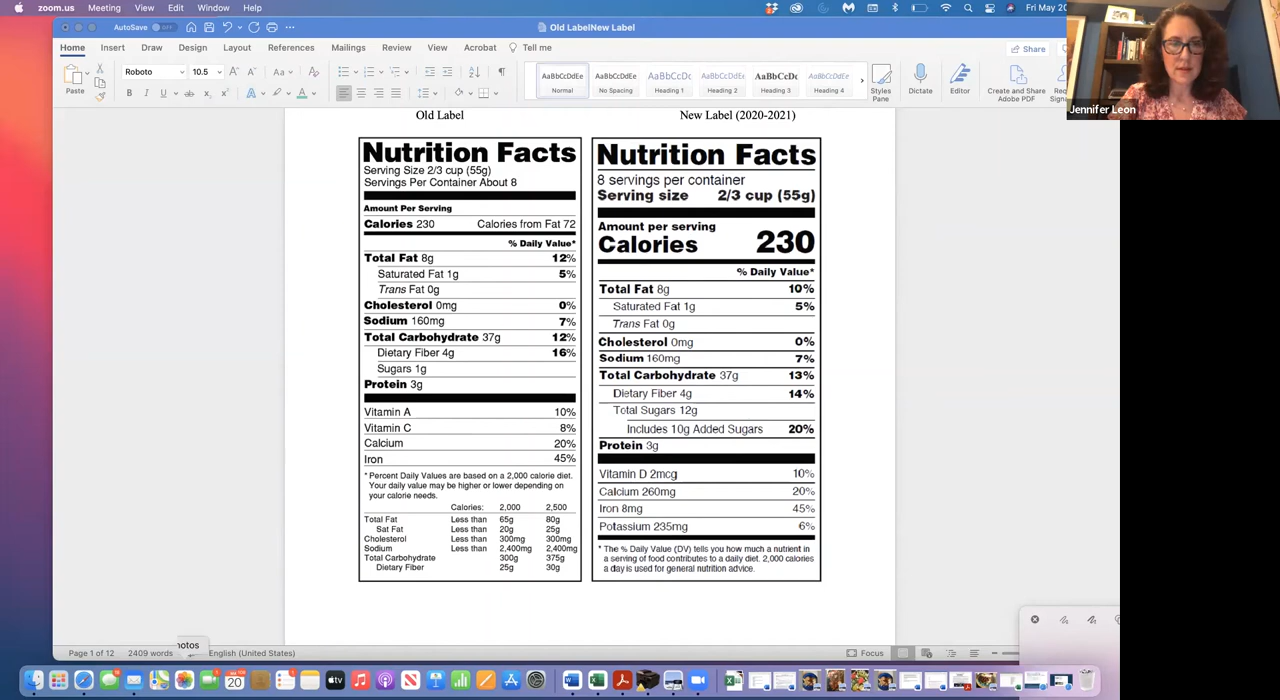 zoom.us Meeting View Edit Window Help
Fri May 20
AutoSave OFF
Old LabelNew Label
Home Insert Draw Design Layout References Mailings Review View Acrobat Tell me
Share
Paste
Roboto 10.5
AaBbCcDdEe AaBbCcDdEe AaBbCcDc AaBbCcDdEe AaBbCcDc AaBbCcDdEe
Normal No Spacing Heading 1 Heading 2 Heading 3 Heading 4
Styles Pane
Dictate
Editor
Create and Share Adobe PDF
Jennifer Leon
Old Label
Nutrition Facts
Serving Size 2/3 cup (55g)
Servings Per Container About 8
Amount Per Serving
Calories 230 Calories from Fat 72
% Daily Value*
Total Fat 8g 12%
Saturated Fat 1g 5%
Trans Fat 0g
Cholesterol 0mg 0%
Sodium 160mg 7%
Total Carbohydrate 37g 12%
Dietary Fiber 4g 16%
Sugars 1g
Protein 3g
Vitamin A 10%
Vitamin C 8%
Calcium 20%
Iron 45%
* Percent Daily Values are based on a 2,000 calorie diet.
Your daily value may be higher or lower depending on
your calorie needs.
Calories: 2,000 2,500
Total Fat Less than 65g 80g
Sat Fat Less than 20g 25g
Cholesterol Less than 300mg 300mg
Sodium Less than 2,400mg 2,400mg
Total Carbohydrate 300g 375g
Dietary Fiber 25g 30g
New Label (2020-2021)
Nutrition Facts
8 servings per container
Serving size 2/3 cup (55g)
Amount per serving
Calories 230
% Daily Value*
Total Fat 8g 10%
Saturated Fat 1g 5%
Trans Fat 0g
Cholesterol 0mg 0%
Sodium 160mg 7%
Total Carbohydrate 37g 13%
Dietary Fiber 4g 14%
Total Sugars 12g
Includes 10g Added Sugars 20%
Protein 3g
Vitamin D 2mcg 10%
Calcium 260mg 20%
Iron 8mg 45%
Potassium 235mg 6%
* The % Daily Value (DV) tells you how much a nutrient in
a serving of food contributes to a daily diet. 2,000 calories
a day is used for general nutrition advice.
hotos
Page 1 of 12 2409 words English (United States)
Focus
20